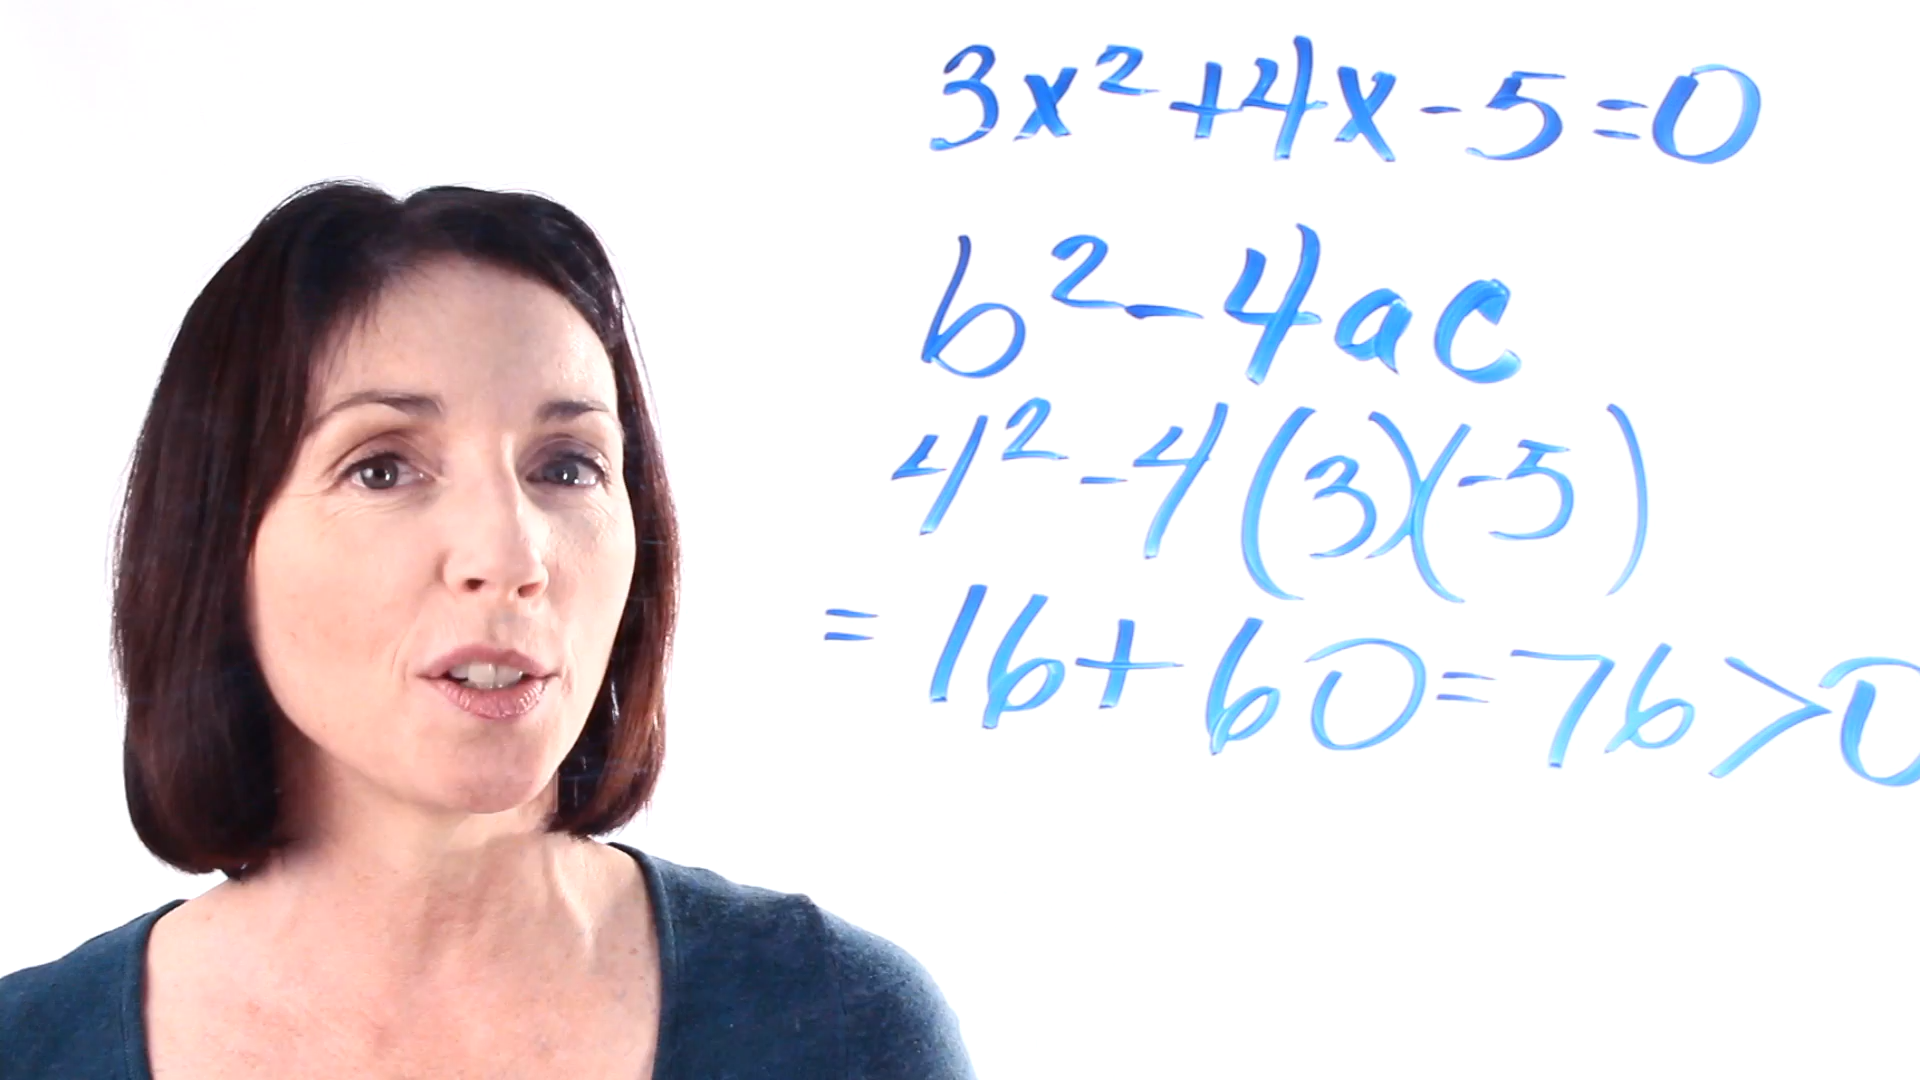 3x²+4x-5=0
b²-4ac
4²-4(3)(-5)
=16+60=76>0